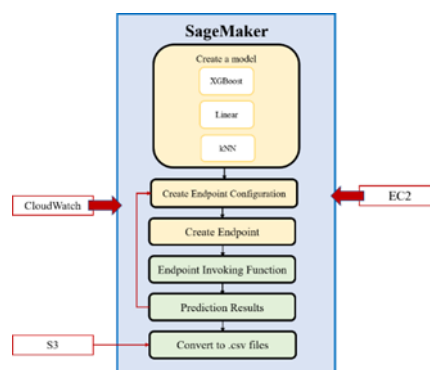 SageMaker
Create a model
XGBoost
Linear
kNN
Create Endpoint Configuration
CloudWatch
EC2
Create Endpoint
Endpoint Invoking Function
Prediction Results
S3
Convert to .csv files